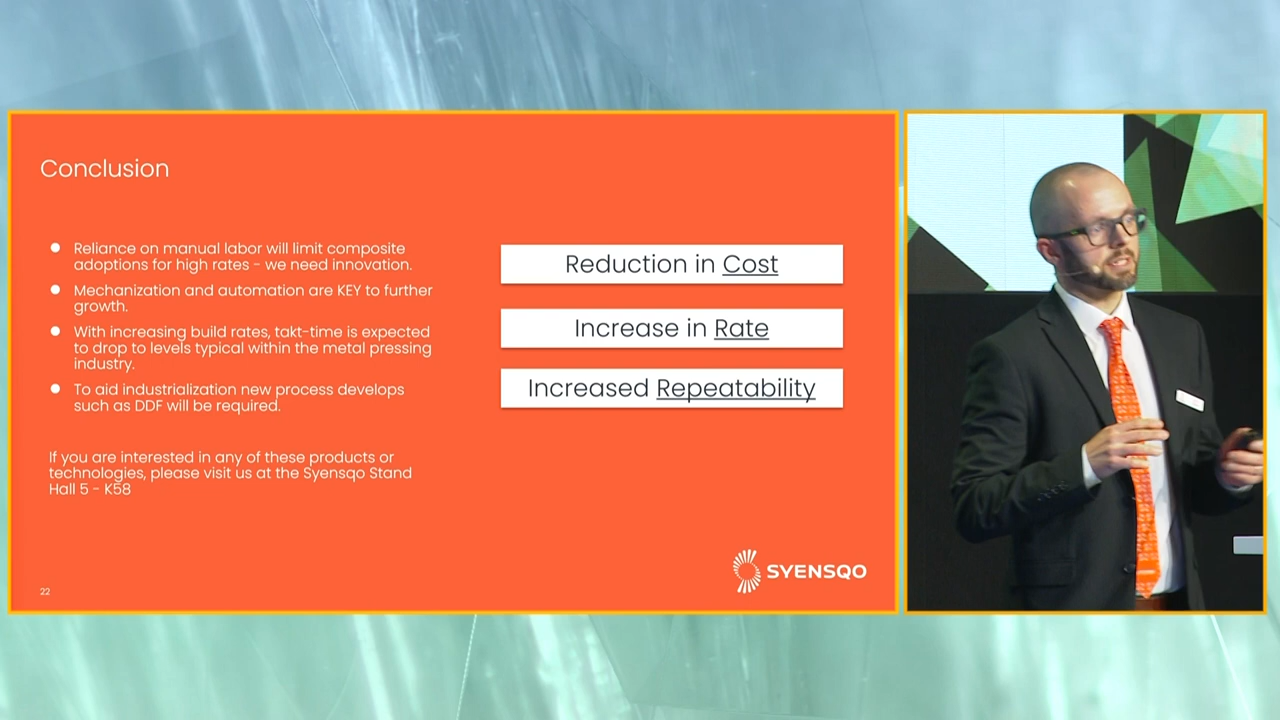 Conclusion
Reliance on manual labor will limit composite
adoptions for high rates - we need innovation.
Mechanization and automation are KEY to further
growth.
With increasing build rates, takt-time is expected
to drop to levels typical within the metal pressing
industry.
To aid industrialization new process develops
such as DDF will be required.
If you are interested in any of these products or
technologies, please visit us at the Syensqo Stand
Hall 5 - K58
Reduction in Cost
Increase in Rate
Increased Repeatability
SYENSQO
22